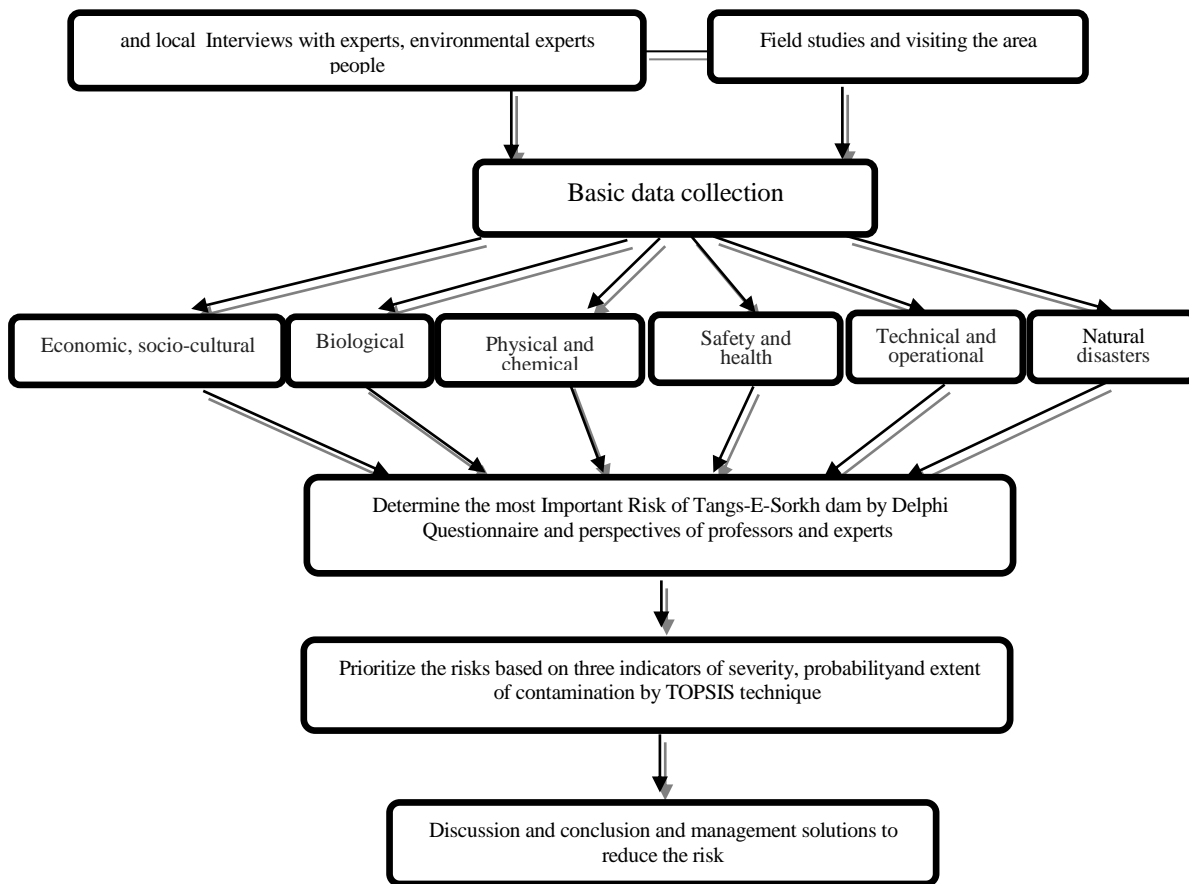 and local Interviews with experts, environmental experts
people
Field studies and visiting the area
Basic data collection
Economic, socio-cultural
Biological
Physical and
chemical
Safety and
health
Technical and
operational
Natural
disasters
Determine the most Important Risk of Tangs-E-Sorkh dam by Delphi
Questionnaire and perspectives of professors and experts
Prioritize the risks based on three indicators of severity, probabilityand extent
of contamination by TOPSIS technique
Discussion and conclusion and management solutions to
reduce the risk